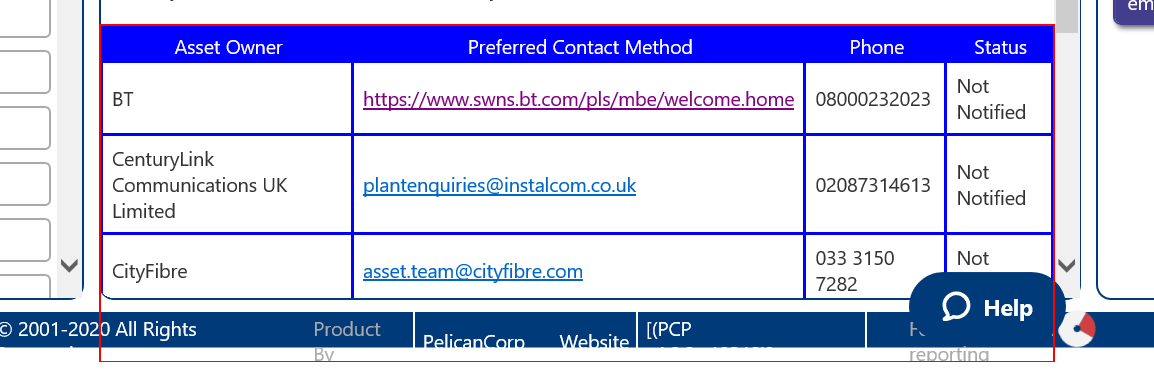 em
Asset Owner Preferred Contact Method Phone Status
BT https://www.swns.bt.com/pls/mbe/welcome.home 08000232023 Not
Notified
CenturyLink
Communications UK
Limited plantenquiries@instalcom.co.uk 02087314613 Not
Notified
CityFibre asset.team@cityfibre.com 033 3150
7282 Not
Help
© 2001-2020 All Rights Product
By PelicanCorp Website [(PCP
reporting